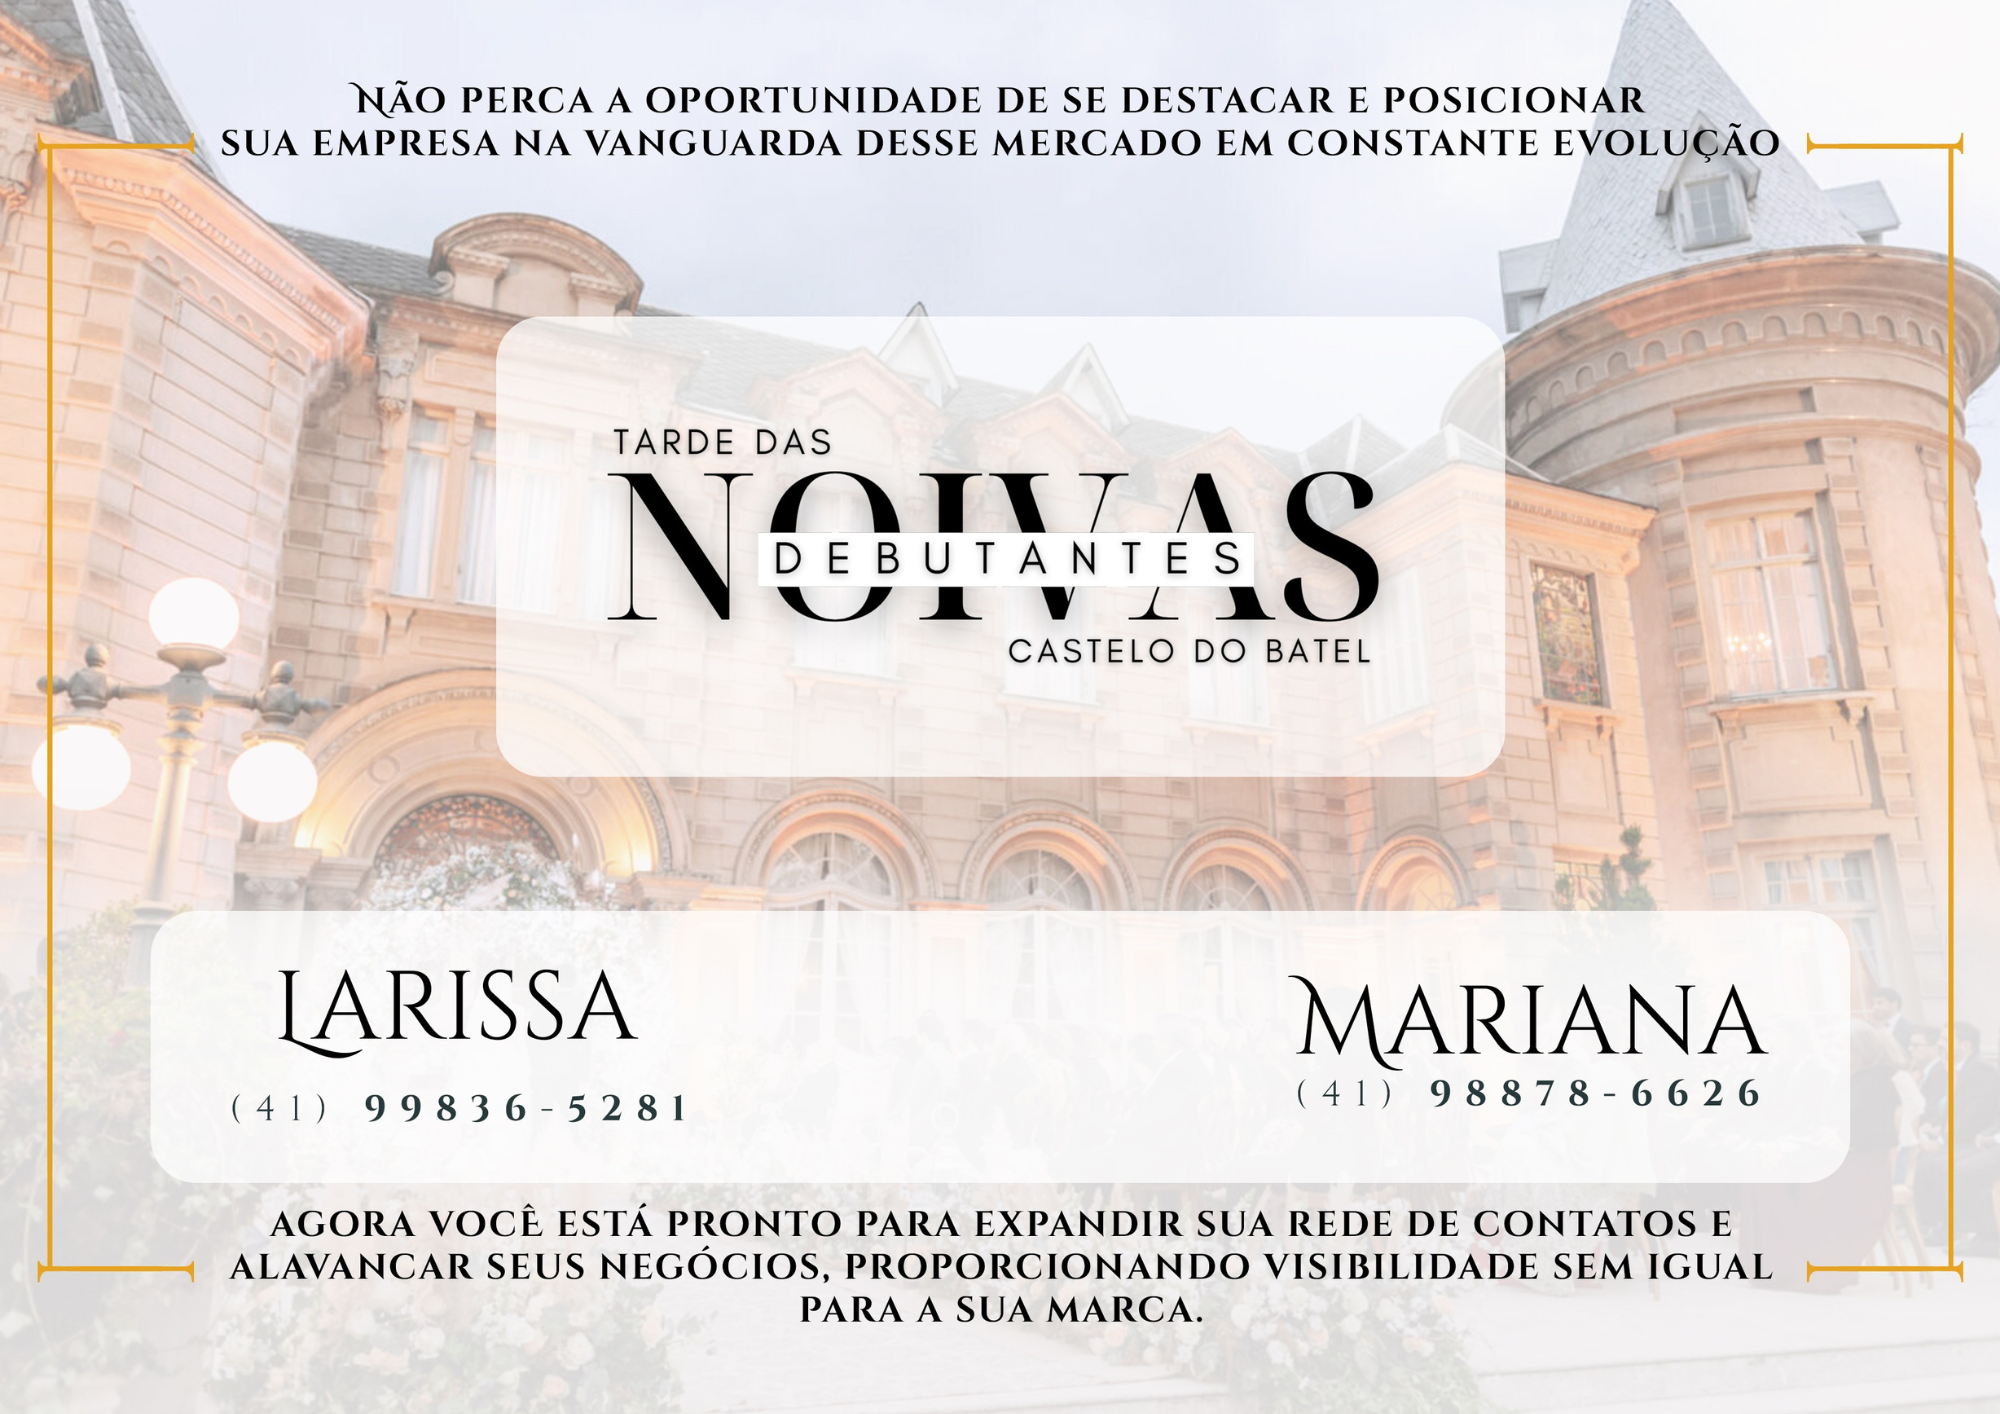 NÃO PERCA A OPORTUNIDADE DE SE DESTACAR E POSICIONAR
SUA EMPRESA NA VANGUARDA DESSE MERCADO EM CONSTANTE EVOLUÇÃO
TARDE DAS
NOIVAS
DEBUTANTES
CASTELO DO BATEL
LARISSA
(41) 99836-5281
MARIANA
(41) 98878-6626
AGORA VOCÊ ESTÁ PRONTO PARA EXPANDIR SUA REDE DE CONTATOS E
ALAVANCAR SEUS NEGÓCIOS, PROPORCIONANDO VISIBILIDADE SEM IGUAL
PARA A SUA MARCA.